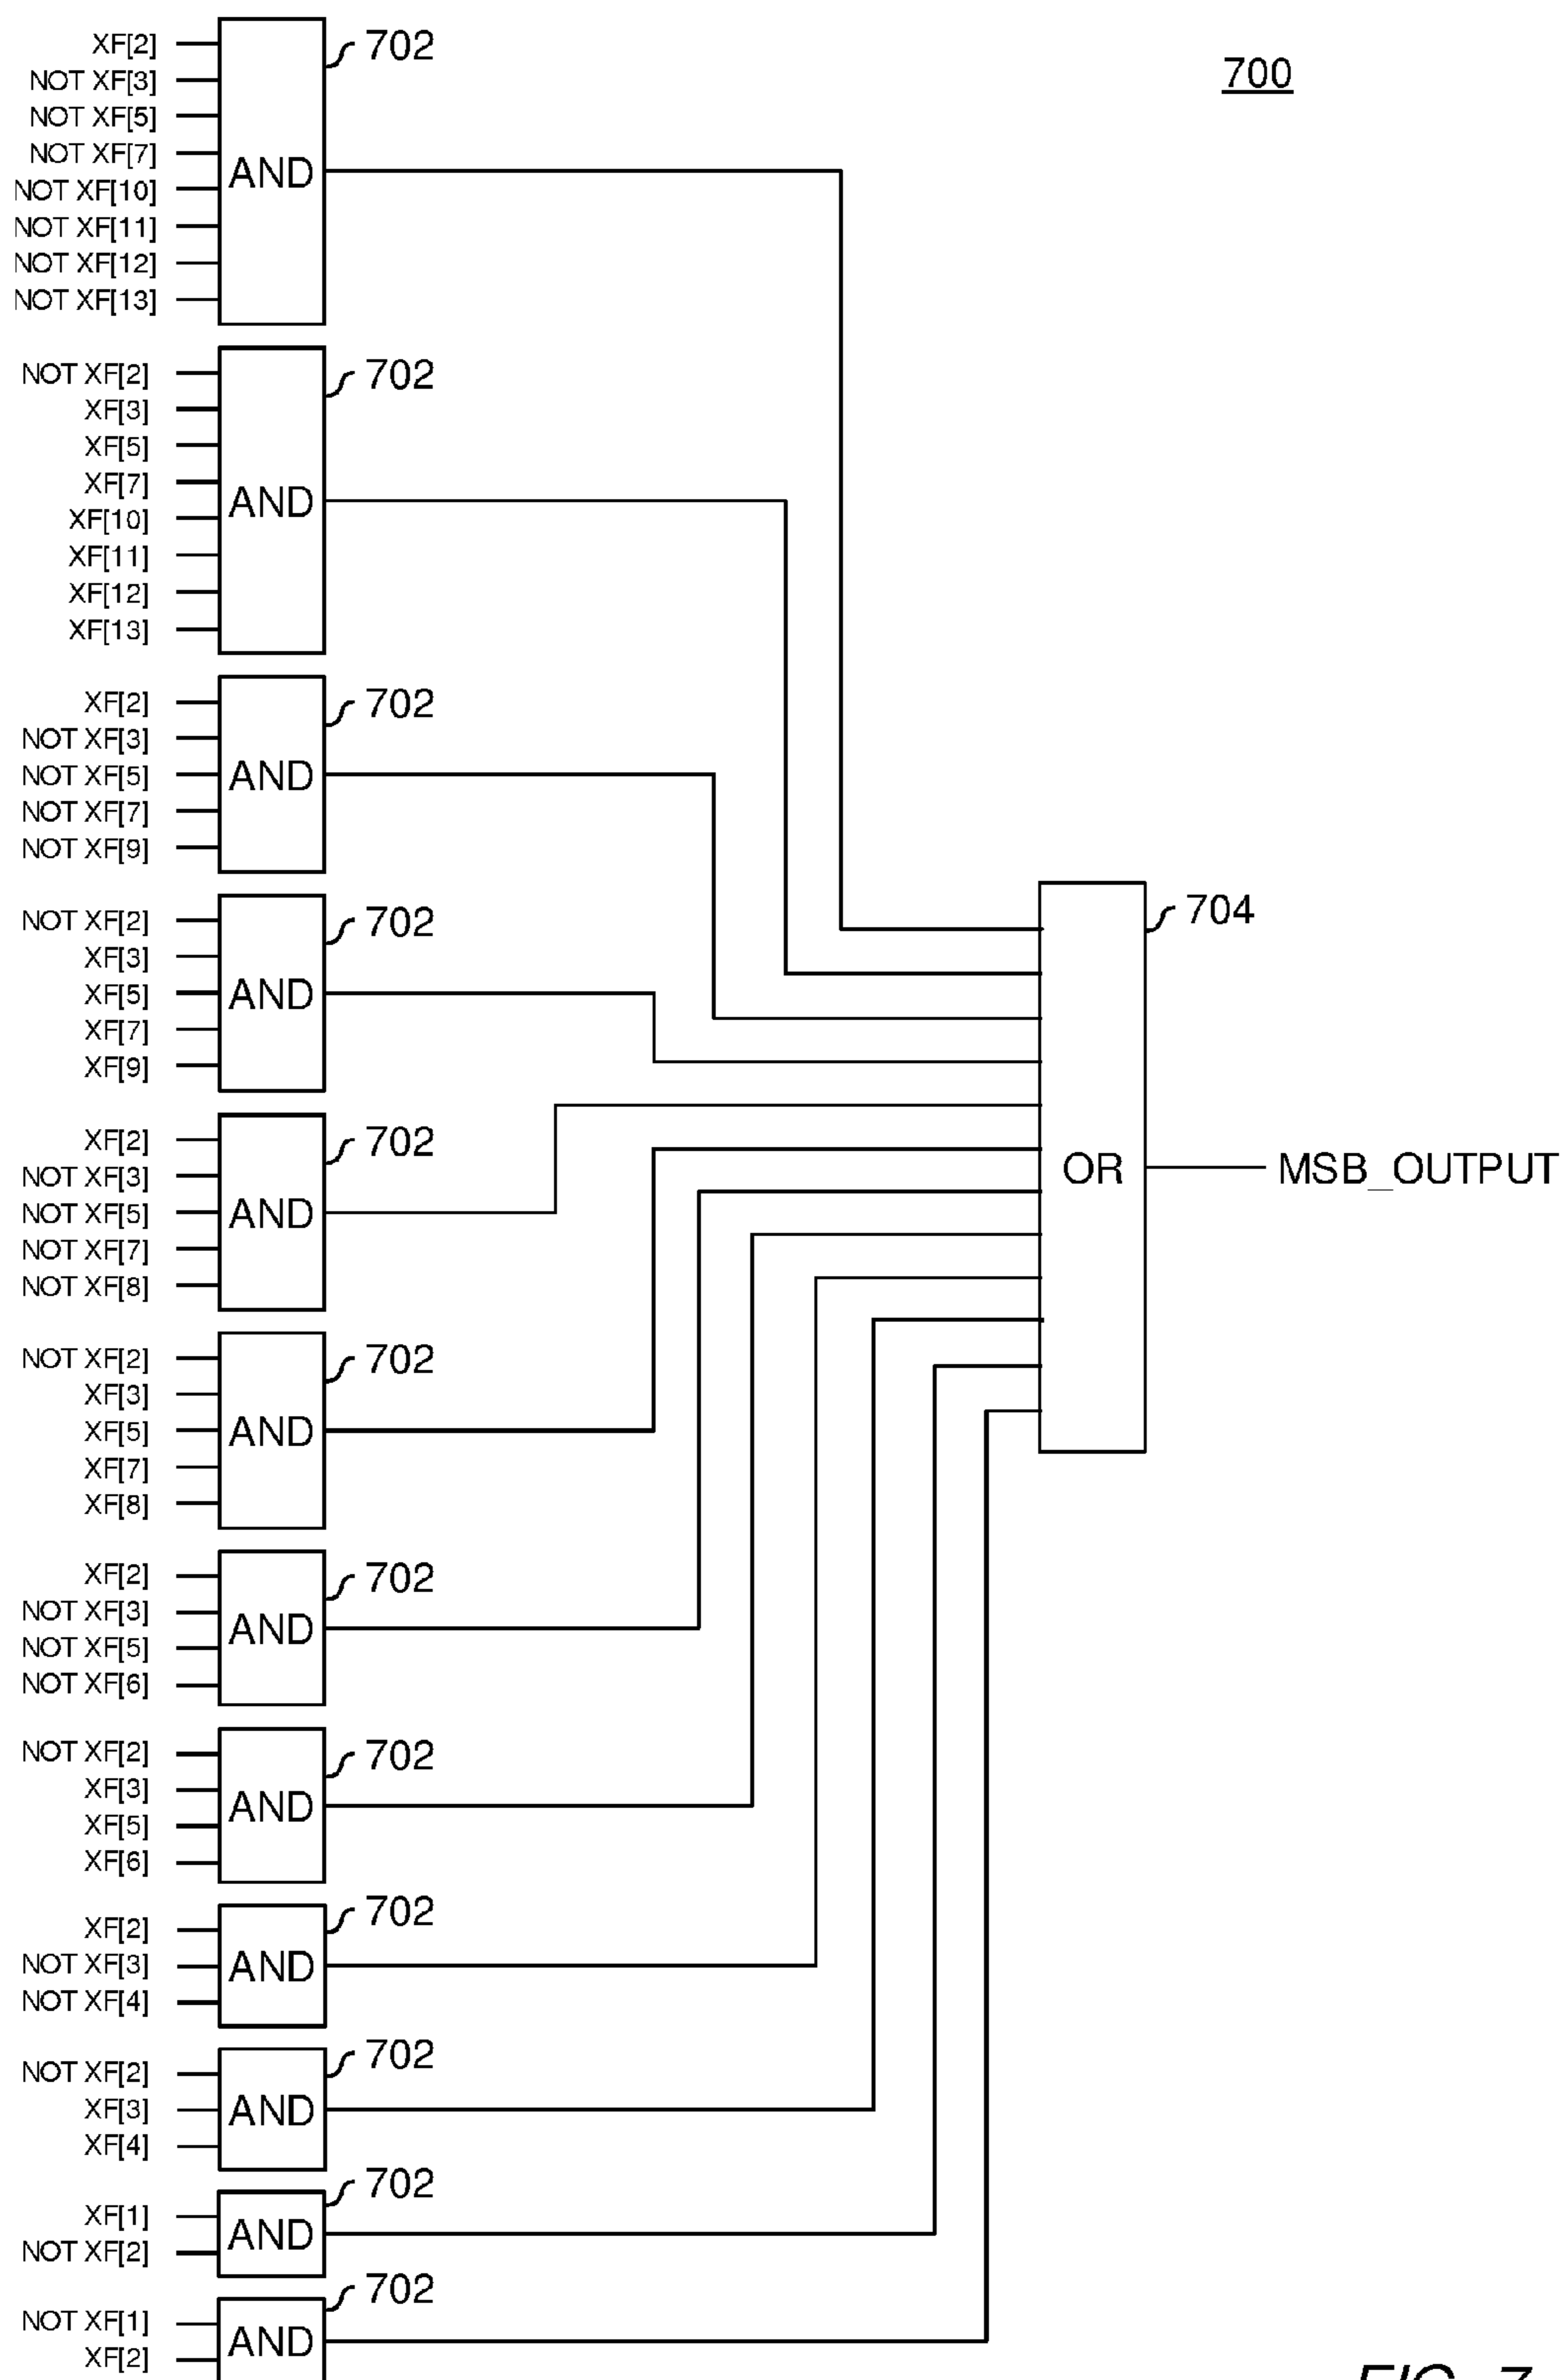 700
XF[2]
NOT XF[3]
NOT XF[5]
NOT XF[7]
NOT XF[10]
NOT XF[11]
NOT XF[12]
NOT XF[13]
AND
702
NOT XF[2]
XF[3]
XF[5]
XF[7]
XF[10]
XF[11]
XF[12]
XF[13]
AND
702
XF[2]
NOT XF[3]
NOT XF[5]
NOT XF[7]
NOT XF[9]
AND
702
NOT XF[2]
XF[3]
XF[5]
XF[7]
XF[9]
AND
702
XF[2]
NOT XF[3]
NOT XF[5]
NOT XF[7]
NOT XF[8]
AND
702
NOT XF[2]
XF[3]
XF[5]
XF[7]
XF[8]
AND
702
XF[2]
NOT XF[3]
NOT XF[5]
NOT XF[6]
AND
702
NOT XF[2]
XF[3]
XF[5]
XF[6]
AND
702
XF[2]
NOT XF[3]
NOT XF[4]
AND
702
NOT XF[2]
XF[3]
XF[4]
AND
702
XF[1]
NOT XF[2]
AND
702
NOT XF[1]
XF[2]
AND
702
704
OR
MSB_OUTPUT